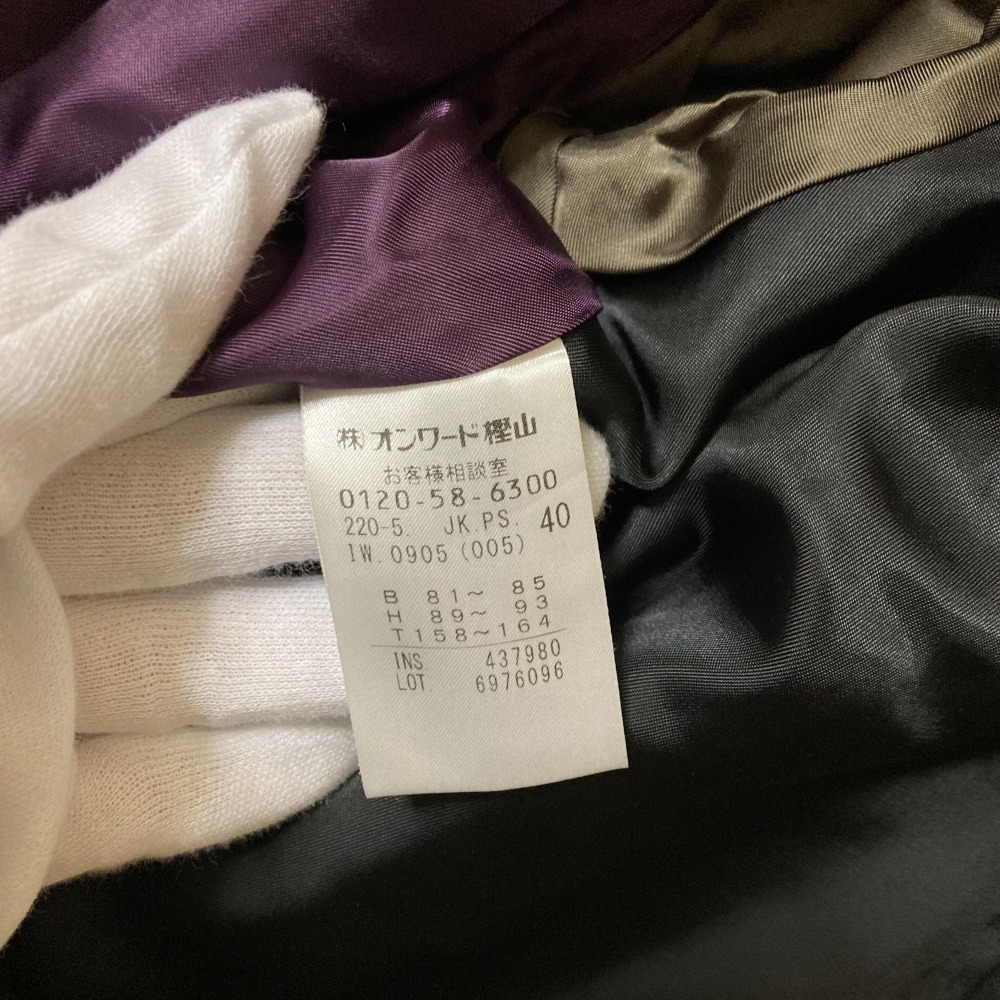 ㈱オンワード樫山
お客様相談室
0120-58-6300
220-5. JK.PS. 40
IW.0905 (005)
B 81～ 85
H 89～ 93
T158～164
INS. 437980
LOT. 6976096